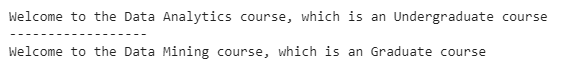 Welcome to the Data Analytics course, which is an Undergraduate course
------------------
Welcome to the Data Mining course, which is an Graduate course